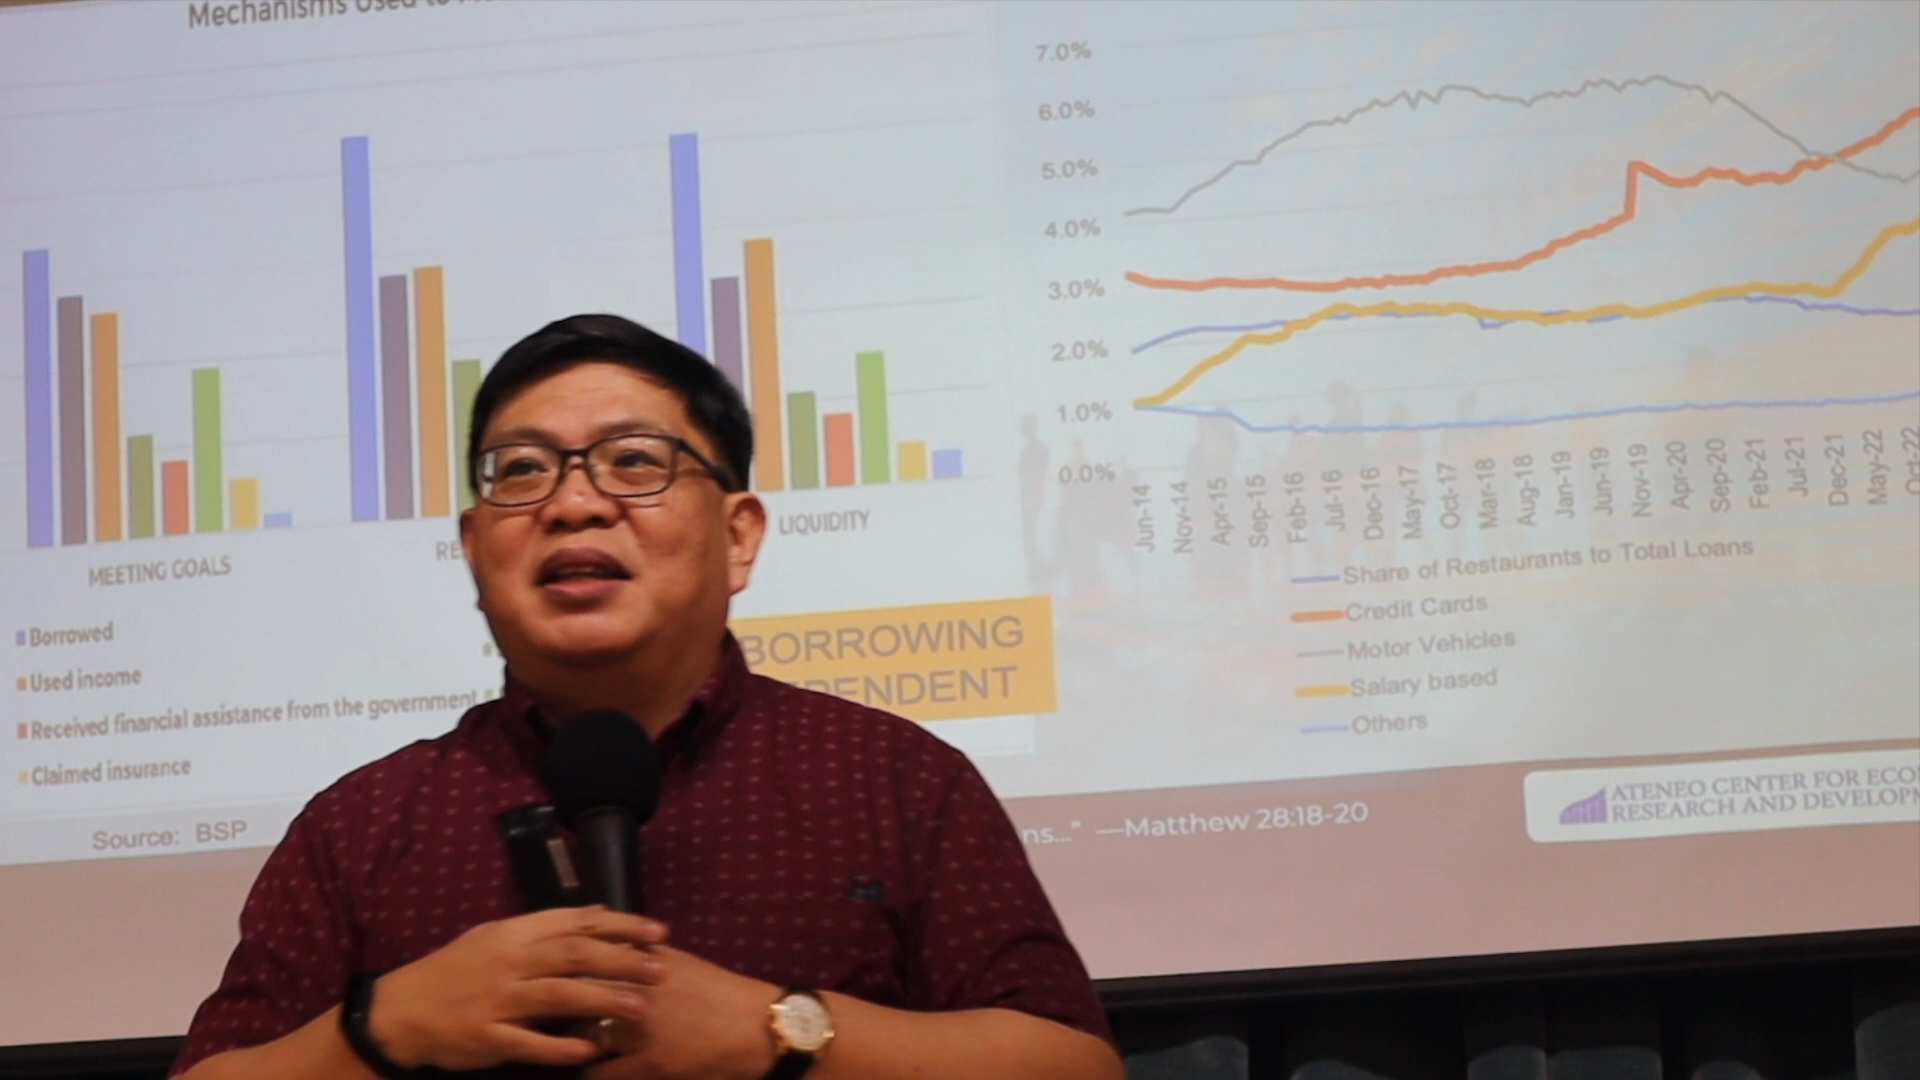 Mechanisms Used to
MEETING GOALS
RE
LIQUIDITY
Borrowed
Used income
Received financial assistance from the government
Claimed insurance
BORROWING
PENDENT
Source: BSP
7.0%
6.0%
5.0%
4.0%
3.0%
2.0%
1.0%
0.0%
Jun-14
Nov-14
Apr-15
Sep-15
Feb-16
Jul-16
Dec-16
May-17
Oct-17
Mar-18
Aug-18
Jan-19
Jun-19
Nov-19
Apr-20
Sep-20
Feb-21
Jul-21
Dec-21
May-22
Oct-22
Share of Restaurants to Total Loans
Credit Cards
Motor Vehicles
Salary based
Others
ns..." —Matthew 28:18-20
ATENEO CENTER FOR ECO
RESEARCH AND DEVELOPM